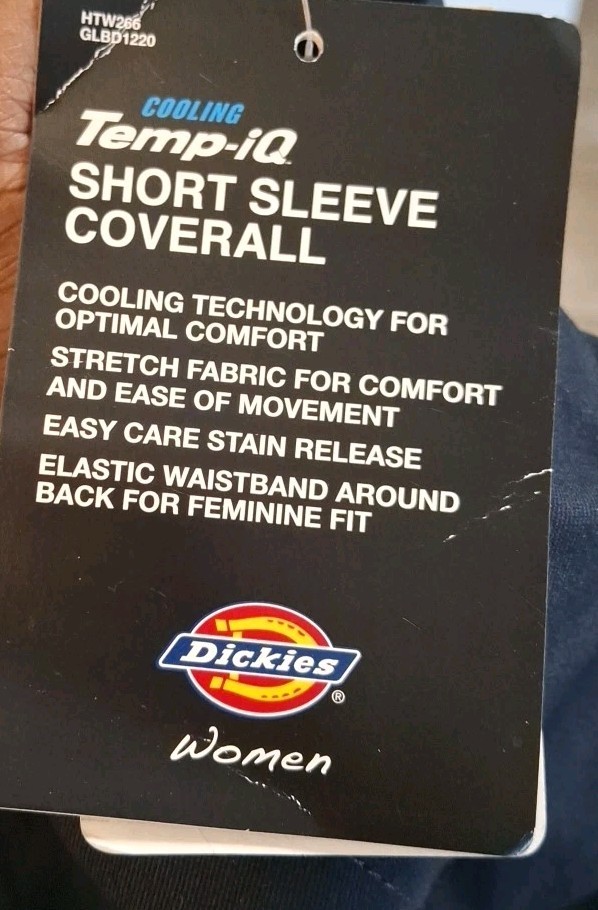 HTW266
GLBD1220
COOLING
Temp-iQ
SHORT SLEEVE
COVERALL
COOLING TECHNOLOGY FOR
OPTIMAL COMFORT
STRETCH FABRIC FOR COMFORT
AND EASE OF MOVEMENT
EASY CARE STAIN RELEASE
ELASTIC WAISTBAND AROUND
BACK FOR FEMININE FIT
Dickies®
Women